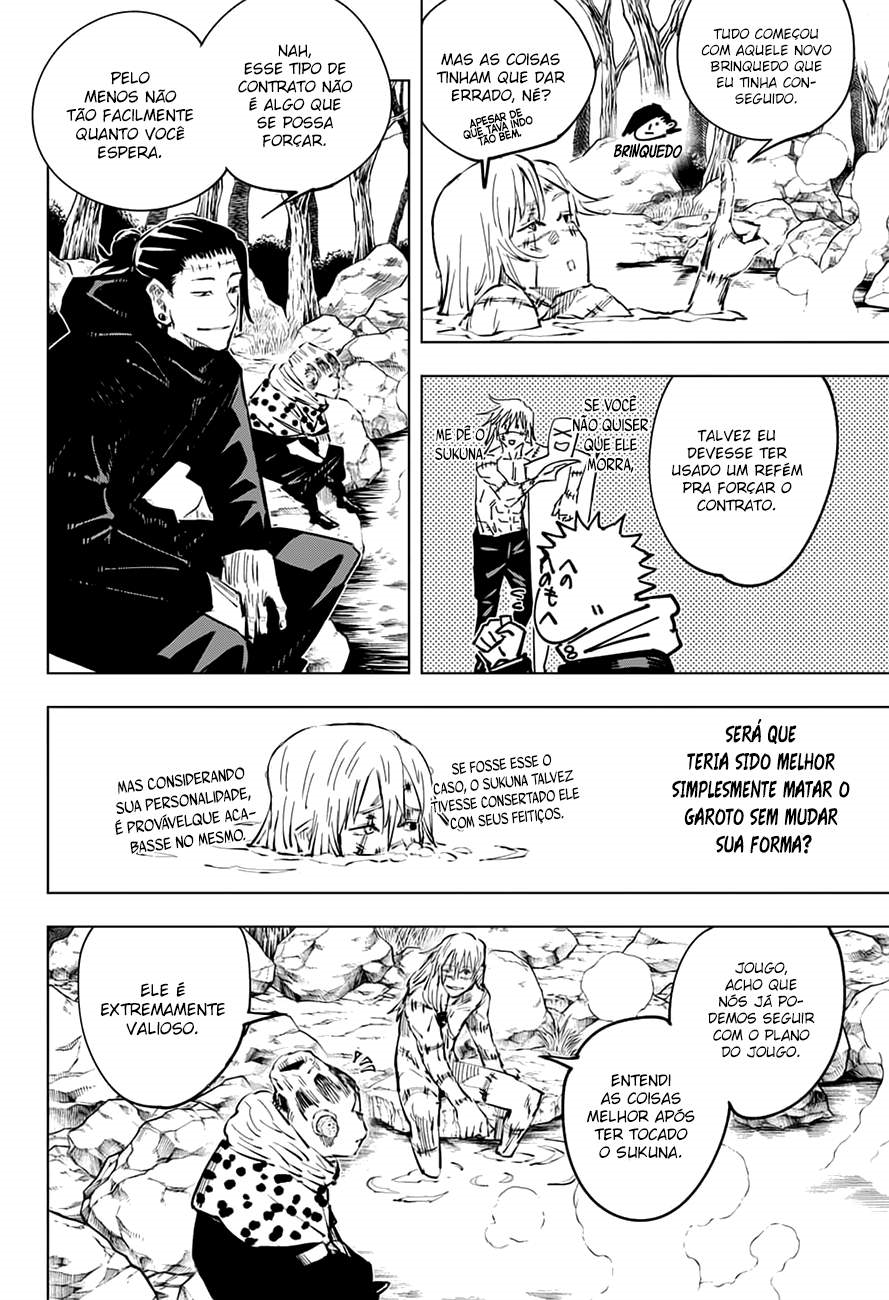 TUDO COMEÇOU
COM AQUELE NOVO
BRINQUEDO QUE
EU TINHA CON-
SEGUIDO.
BRINQUEDO
MAS AS COISAS
TINHAM QUE DAR
ERRADO, NÉ?
APESAR DE
QUE TAVA INDO
TÃO BEM.
NAH,
ESSE TIPO DE
CONTRATO NÃO
É ALGO QUE
SE POSSA
FORÇAR.
PELO
MENOS NÃO
TÃO FACILMENTE
QUANTO VOCÊ
ESPERA.
TALVEZ EU
DEVESSE TER
USADO UM REFÉM
PRA FORÇAR O
CONTRATO.
SE VOCÊ
NÃO QUISER
QUE ELE
MORRA,
ME DÊ O
SUKUNA.
へのへのもへ
SERÁ QUE
TERIA SIDO MELHOR
SIMPLESMENTE MATAR O
GAROTO SEM MUDAR
SUA FORMA?
SE FOSSE ESSE O
CASO, O SUKUNA TALVEZ
TIVESSE CONSERTADO ELE
COM SEUS FEITIÇOS.
MAS CONSIDERANDO
SUA PERSONALIDADE,
É PROVÁVELQUE ACA-
BASSE NO MESMO.
JOUGO,
ACHO QUE
NÓS JÁ PO-
DEMOS SEGUIR
COM O PLANO
DO JOUGO.
ENTENDI
AS COISAS
MELHOR APÓS
TER TOCADO
O SUKUNA.
ELE É
EXTREMAMENTE
VALIOSO.